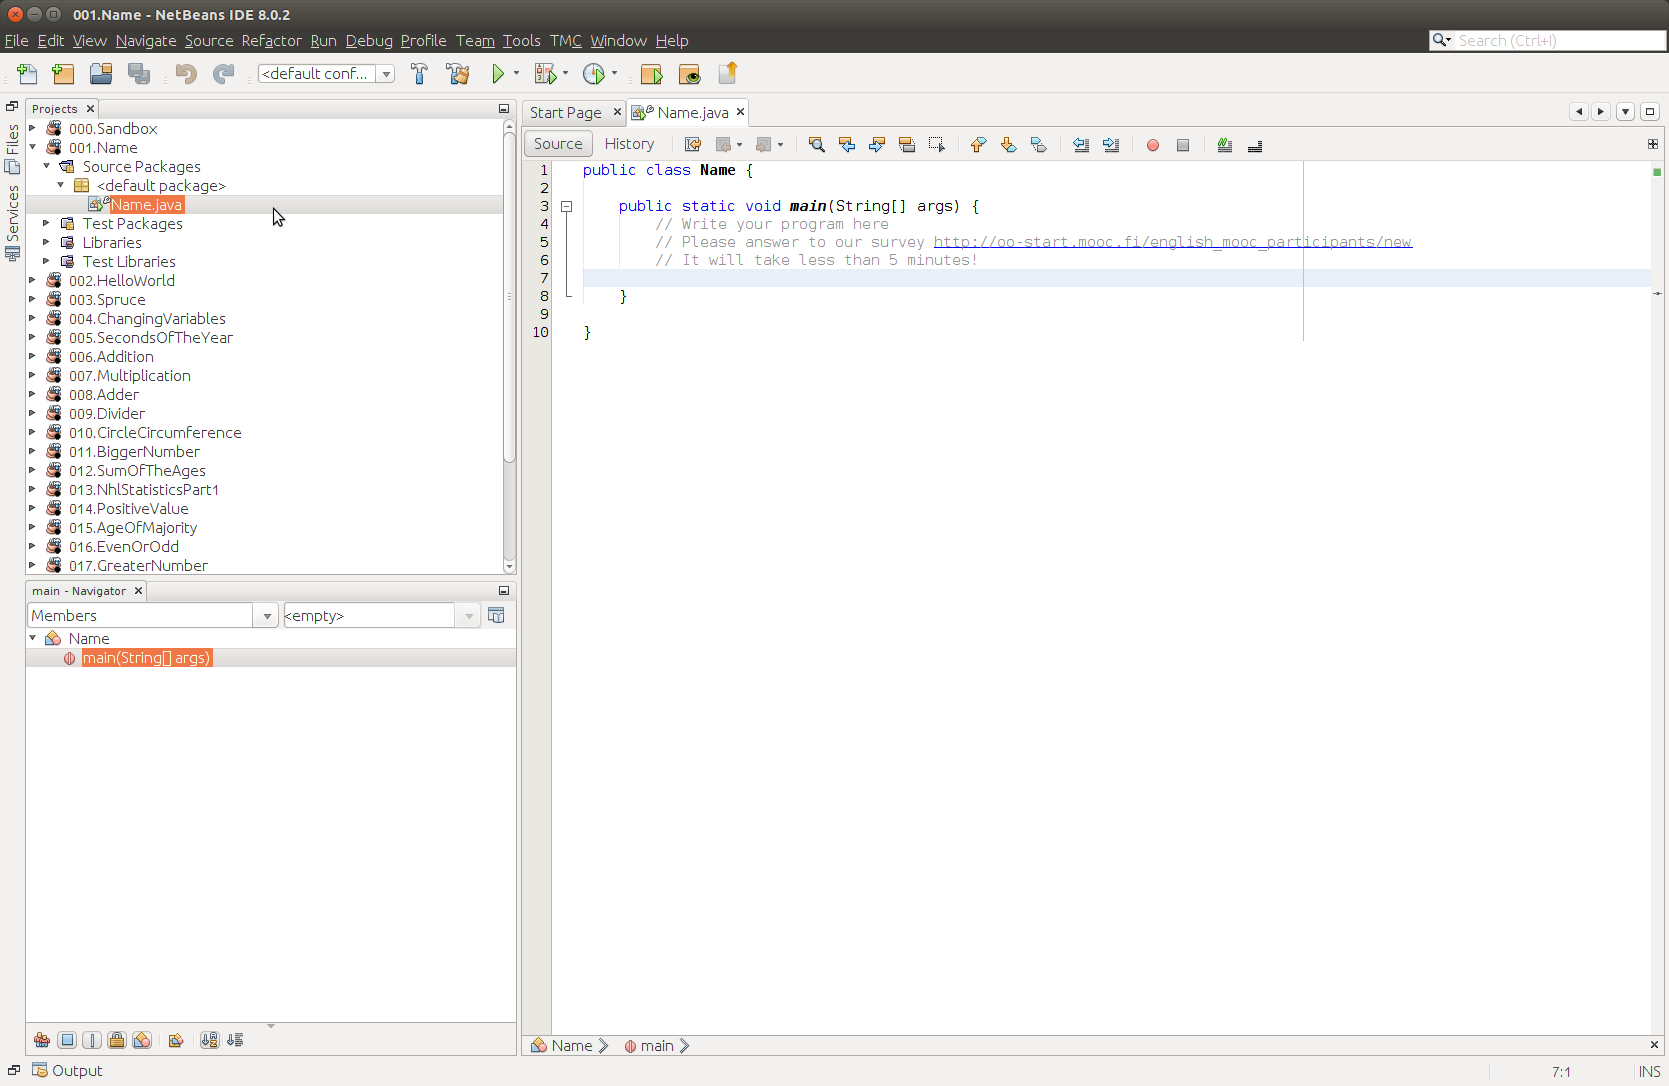 001.Name - NetBeans IDE 8.0.2
File Edit View Navigate Source Refactor Run Debug Profile Team Tools TMC Window Help
Search (Ctrl+I)
<default conf...
Files
Services
Projects
000.Sandbox
001.Name
Source Packages
<default package>
Name.java
Test Packages
Libraries
Test Libraries
002.HelloWorld
003.Spruce
004.ChangingVariables
005.SecondsOfTheYear
006.Addition
007.Multiplication
008.Adder
009.Divider
010.CircleCircumference
011.BiggerNumber
012.SumOfTheAges
013.NhlStatisticsPart1
014.PositiveValue
015.AgeOfMajority
016.EvenOrOdd
017.GreaterNumber
main - Navigator
Members <empty>
Name
main(String[] args)
Start Page Name.java
Source History
1 public class Name {
2
3 public static void main(String[] args) {
4 // Write your program here
5 // Please answer to our survey http://oo-start.mooc.fi/english_mooc_participants/new
6 // It will take less than 5 minutes!
7
8 }
9
10 }
Name main
Output
7:1 INS